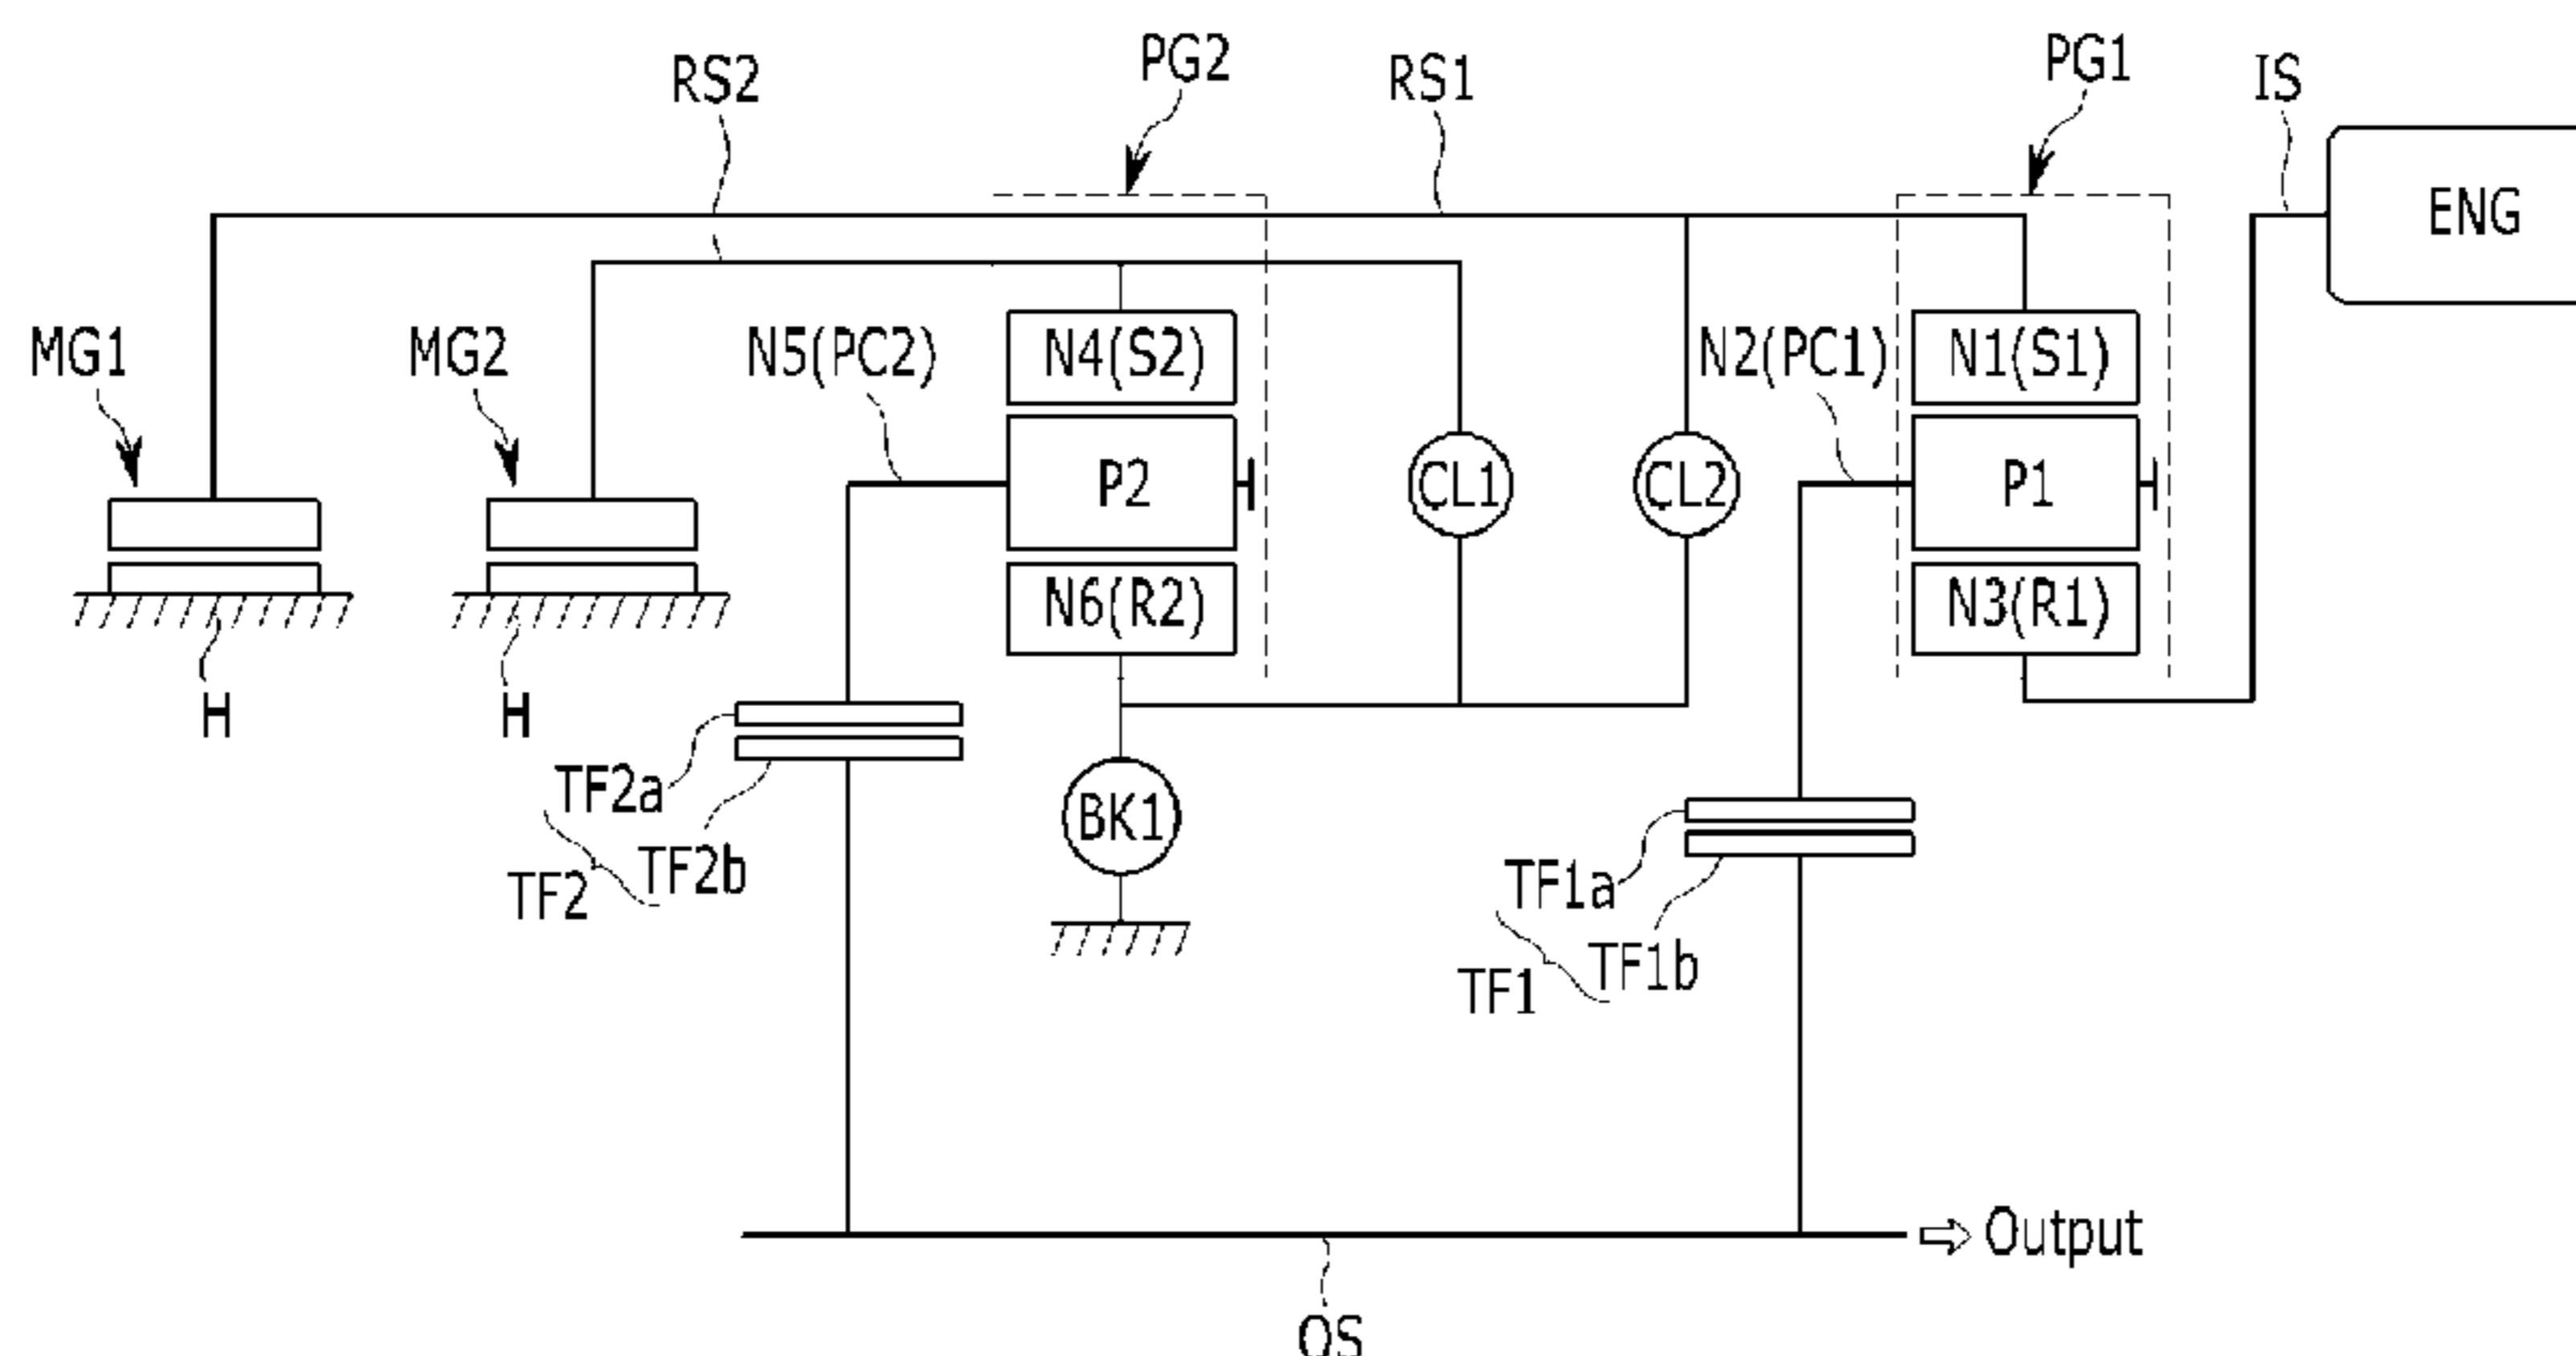 PG2
PG1
RS2
RS1
IS
ENG
MG1
MG2
N5(PC2)
N4(S2)
N2(PC1)
N1(S1)
P2
CL1
CL2
P1
N6(R2)
N3(R1)
H
H
TF2a
TF2b
TF2
BK1
TF1a
TF1b
TF1
Output
OS